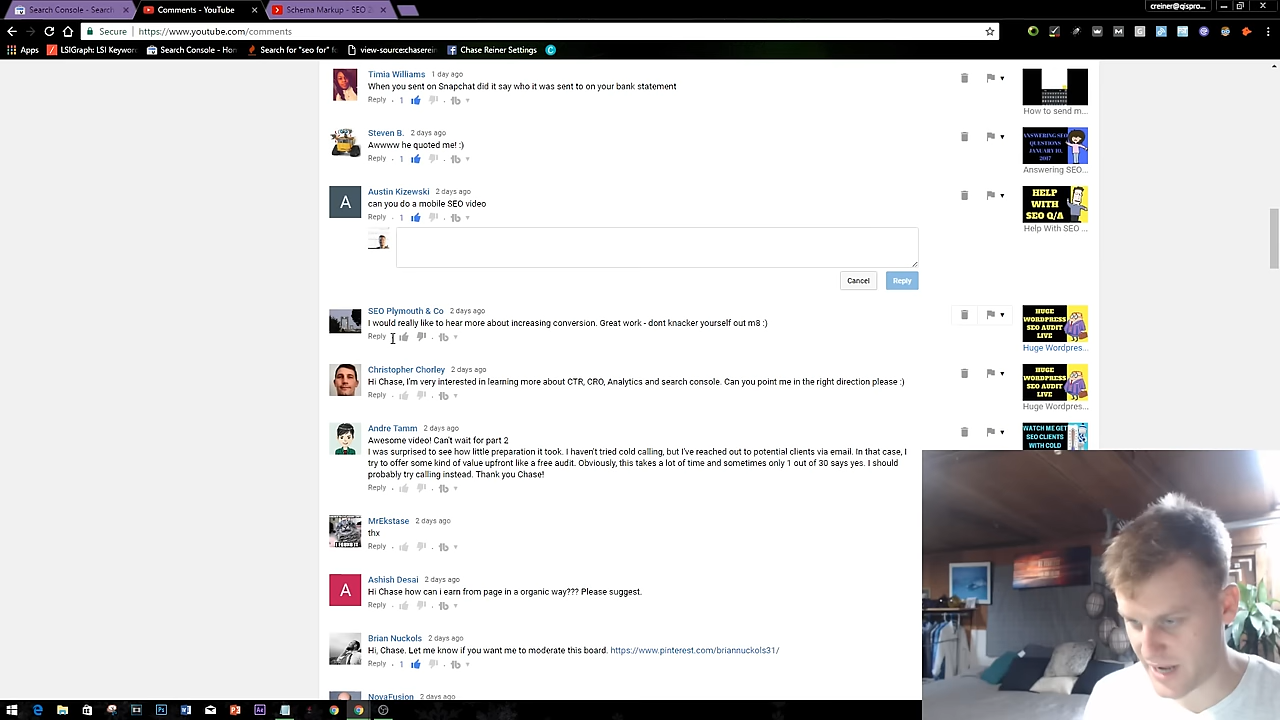 Search Console - Search
Comments - YouTube
Schema Markup - SEO
creiner@qispro...
Secure
https://www.youtube.com/comments
Apps
LSIGraph: LSI Keyword
Search Console - Hom
Search for "seo for" f
view-source:chaserein
Chase Reiner Settings
Timia Williams 1 day ago
When you sent on Snapchat did it say who it was sent to on your bank statement
Reply 1
How to send m...
Steven B. 2 days ago
Awwww he quoted me! :)
Reply 1
ANSWERING SEO
QUESTIONS
JANUARY 10,
2017
Answering SEO...
Austin Kizewski 2 days ago
can you do a mobile SEO video
Reply 1
HELP
WITH
SEO Q/A
Help With SEO ...
A
Cancel
Reply
SEO Plymouth & Co 2 days ago
I would really like to hear more about increasing conversion. Great work - dont knacker yourself out m8 :)
Reply
HUGE
WORDPRESS
SEO AUDIT
LIVE
Huge Wordpres...
Christopher Chorley 2 days ago
Hi Chase, I'm very interested in learning more about CTR, CRO, Analytics and search console. Can you point m in the right direction please :)
Reply
HUGE
WORDPRESS
SEO AUDIT
LIVE
Huge Wordpres...
Andre Tamm 2 days ago
Awesome video! Can't wait for part 2
I was surprised to see how little preparation it took. I haven't tried cold calling, but I've reached out to potential clients via email. In that case, I
try to offer some kind of value upfront like a free audit. Obviously, this takes a lot of time and sometimes only 1 out of 30 says yes. I should
probably try calling instead. Thank you Chase!
Reply
WATCH ME GET
SEO CLIENTS
WITH COLD
MrEkstase 2 days ago
thx
Reply
Ashish Desai 2 days ago
Hi Chase how can i earn from page in a organic way??? Please suggest.
Reply
A
Brian Nuckols 2 days ago
Hi, Chase. Let me know if you want me to moderate this board. https://www.pinterest.com/briannuckols31/
Reply 1
NovaFusion 2 days ago